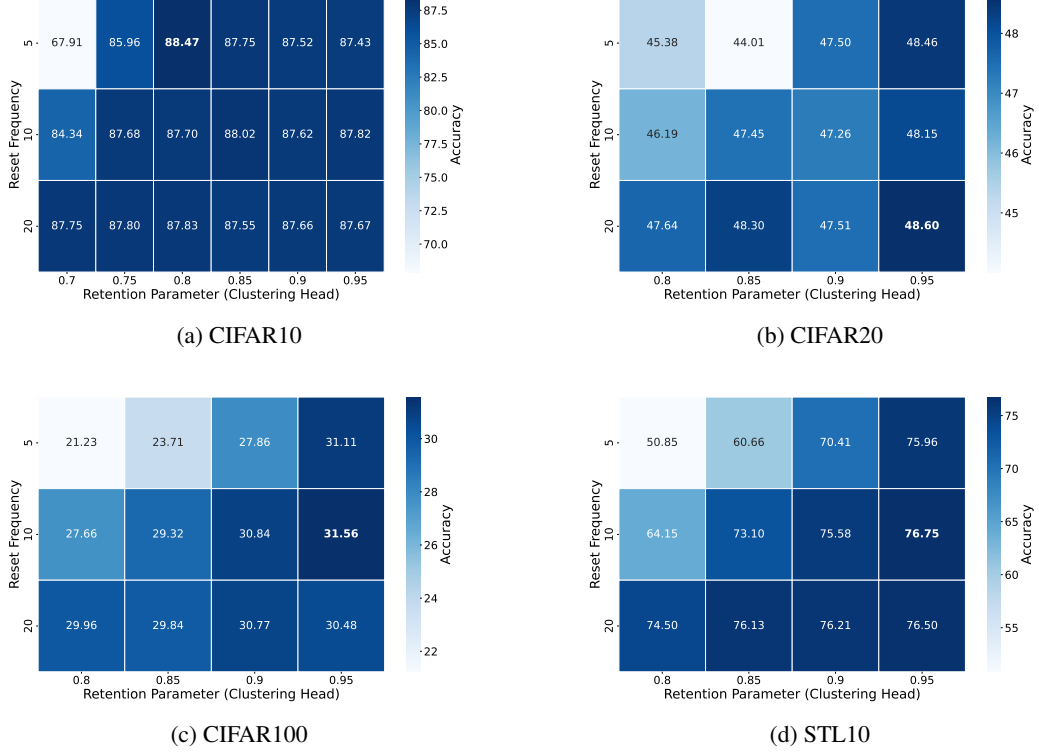 5 67.91 85.96 88.47 87.75 87.52 87.43
10 84.34 87.68 87.70 88.02 87.62 87.82
20 87.75 87.80 87.83 87.55 87.66 87.67
0.7 0.75 0.8 0.85 0.9 0.95
Reset Frequency
Retention Parameter (Clustering Head)
87.5
85.0
82.5
80.0
77.5
75.0
72.5
70.0
Accuracy
(a) CIFAR10
5 45.38 44.01 47.50 48.46
10 46.19 47.45 47.26 48.15
20 47.64 48.30 47.51 48.60
0.8 0.85 0.9 0.95
Reset Frequency
Retention Parameter (Clustering Head)
48
47
46
45
Accuracy
(b) CIFAR20
5 21.23 23.71 27.86 31.11
10 27.66 29.32 30.84 31.56
20 29.96 29.84 30.77 30.48
0.8 0.85 0.9 0.95
Reset Frequency
Retention Parameter (Clustering Head)
30
28
26
24
22
Accuracy
(c) CIFAR100
5 50.85 60.66 70.41 75.96
10 64.15 73.10 75.58 76.75
20 74.50 76.13 76.21 76.50
0.8 0.85 0.9 0.95
Reset Frequency
Retention Parameter (Clustering Head)
75
70
65
60
55
Accuracy
(d) STL10